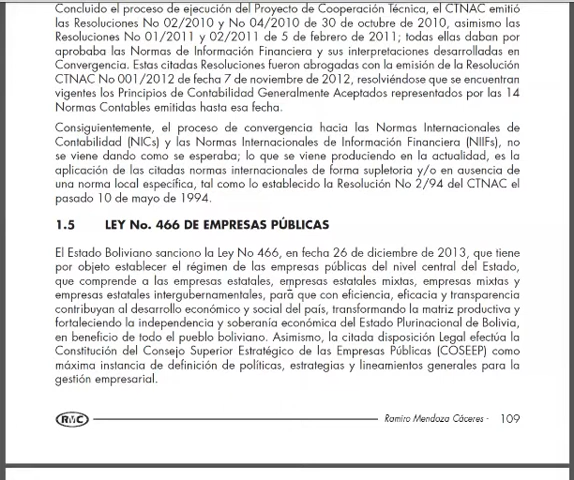 Concluido el proceso de ejecución del Proyecto de Cooperación Técnica, el CTNAC emitió
las Resoluciones No 02/2010 y No 04/2010 de 30 de octubre de 2010, asimismo las
Resoluciones No 01/2011 y 02/2011 de 5 de febrero de 2011; todas ellas daban por
aprobaba las Normas de Información Financiera y sus interpretaciones desarrolladas en
Convergencia. Estas citadas Resoluciones fueron abrogadas con la emisión de la Resolución
CTNAC No 001/2012 de fecha 7 de noviembre de 2012, resolviéndose que se encuentran
vigentes los Principios de Contabilidad Generalmente Aceptados representados por las 14
Normas Contables emitidas hasta esa fecha.
Consiguientemente, el proceso de convergencia hacia las Normas Internacionales de
Contabilidad (NICs) y las Normas Internacionales de Información Financiera (NIIFs), no
se viene dando como se esperaba; lo que se viene produciendo en la actualidad, es la
aplicación de las citadas normas internacionales de forma supletoria y/o en ausencia de
una norma local específica, tal como lo establecido la Resolución No 2/94 del CTNAC el
pasado 10 de mayo de 1994.
1.5 LEY No. 466 DE EMPRESAS PÚBLICAS
El Estado Boliviano sanciono la Ley No 466, en fecha 26 de diciembre de 2013, que tiene
por objeto establecer el régimen de las empresas públicas del nivel central del Estado,
que comprende a las empresas estatales, empresas estatales mixtas, empresas mixtas y
empresas estatales intergubernamentales, para que con eficiencia, eficacia y transparencia
contribuyan al desarrollo económico y social del país, transformando la matriz productiva y
fortaleciendo la independencia y soberanía económica del Estado Plurinacional de Bolivia,
en beneficio de todo el pueblo boliviano. Asimismo, la citada disposición Legal efectúa la
Constitución del Consejo Superior Estratégico de las Empresas Públicas (COSEEP) como
máxima instancia de definición de políticas, estrategias y lineamientos generales para la
gestión empresarial.
RMC Ramiro Mendoza Cáceres - 109